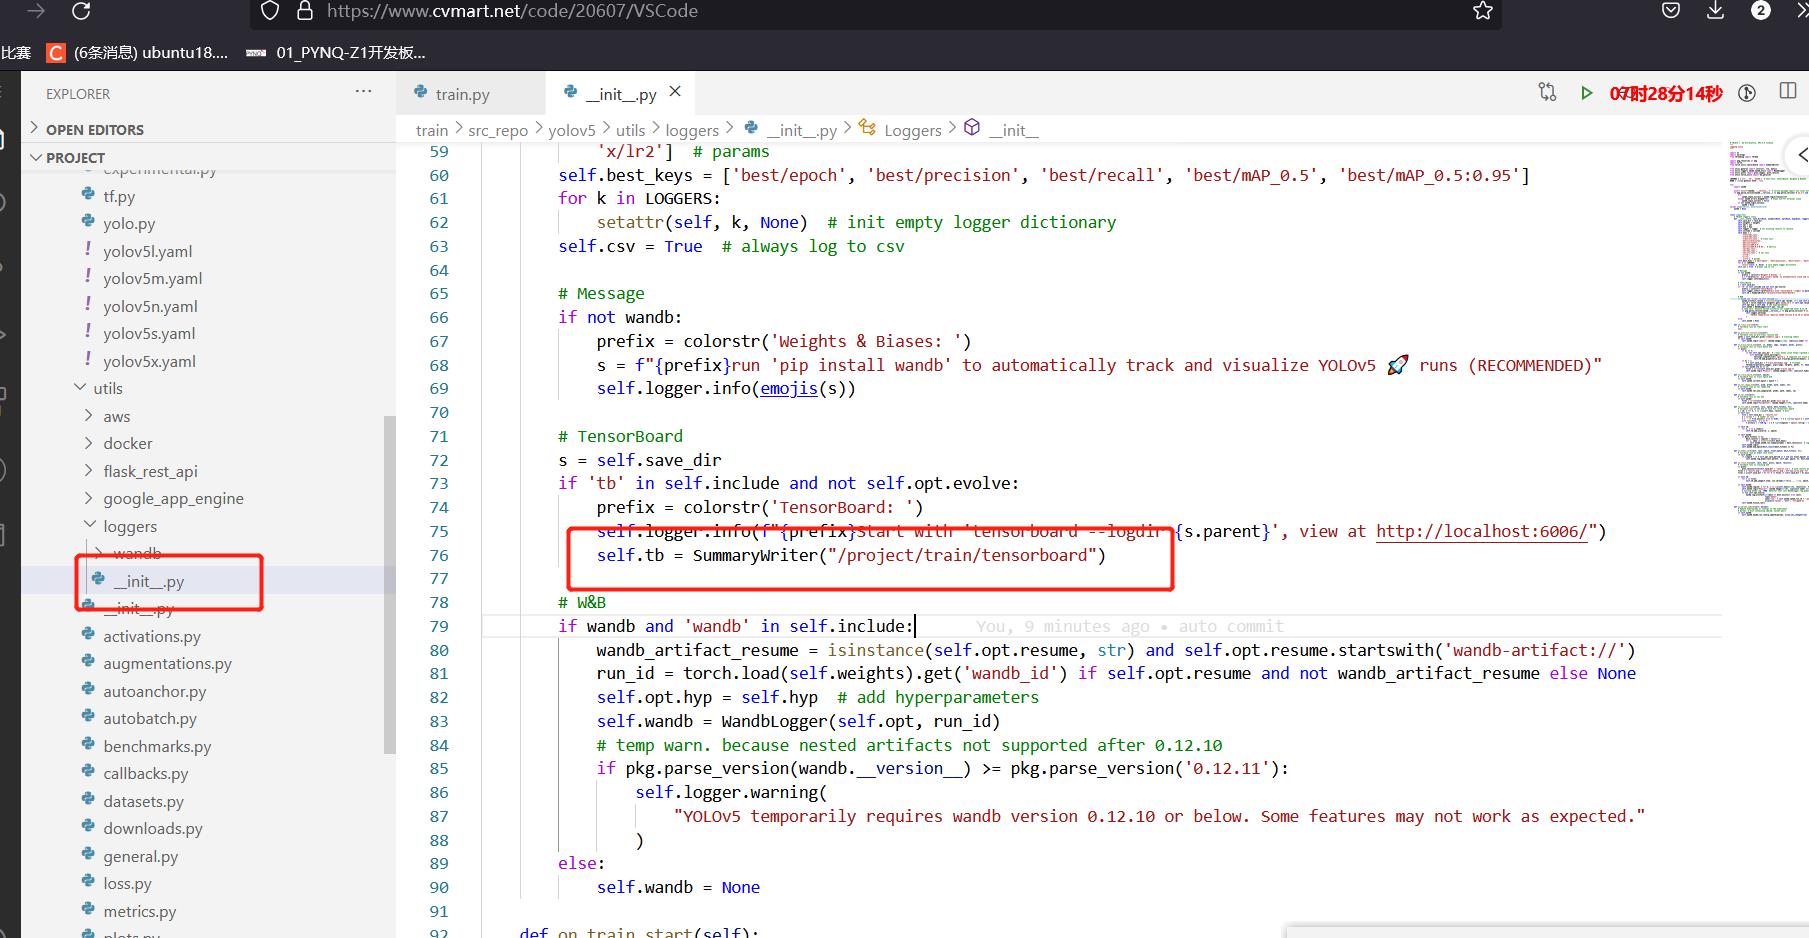 https://www.cvmart.net/code/20607/VSCode
2
比赛
(6条消息) ubuntu18....
01_PYNQ-Z1开发板...
EXPLORER
...
train.py
__init__.py
07时28分14秒
OPEN EDITORS
PROJECT
experimental.py
tf.py
yolo.py
! yolov5l.yaml
! yolov5m.yaml
! yolov5n.yaml
! yolov5s.yaml
! yolov5x.yaml
utils
aws
docker
flask_rest_api
google_app_engine
loggers
wandb
__init__.py
__init__.py
activations.py
augmentations.py
autoanchor.py
autobatch.py
benchmarks.py
callbacks.py
datasets.py
downloads.py
general.py
loss.py
metrics.py
plots.py
train > src_repo > yolov5 > utils > loggers > __init__.py > Loggers > __init__
59 'x/lr2'] # params
60 self.best_keys = ['best/epoch', 'best/precision', 'best/recall', 'best/mAP_0.5', 'best/mAP_0.5:0.95']
61 for k in LOGGERS:
62 setattr(self, k, None) # init empty logger dictionary
63 self.csv = True # always log to csv
64
65 # Message
66 if not wandb:
67 prefix = colorstr('Weights & Biases: ')
68 s = f"{prefix}run 'pip install wandb' to automatically track and visualize YOLOv5 🚀 runs (RECOMMENDED)"
69 self.logger.info(emojis(s))
70
71 # TensorBoard
72 s = self.save_dir
73 if 'tb' in self.include and not self.opt.evolve:
74 prefix = colorstr('TensorBoard: ')
75 self.logger.info(f"{prefix}Start with 'tensorboard --logdir {s.parent}', view at http://localhost:6006/")
76 self.tb = SummaryWriter("/project/train/tensorboard")
77
78 # W&B
79 if wandb and 'wandb' in self.include: You, 9 minutes ago • auto commit
80 wandb_artifact_resume = isinstance(self.opt.resume, str) and self.opt.resume.startswith('wandb-artifact://')
81 run_id = torch.load(self.weights).get('wandb_id') if self.opt.resume and not wandb_artifact_resume else None
82 self.opt.hyp = self.hyp # add hyperparameters
83 self.wandb = WandbLogger(self.opt, run_id)
84 # temp warn. because nested artifacts not supported after 0.12.10
85 if pkg.parse_version(wandb.__version__) >= pkg.parse_version('0.12.11'):
86 self.logger.warning(
87 "YOLOv5 temporarily requires wandb version 0.12.10 or below. Some features may not work as expected."
88 )
89 else:
90 self.wandb = None
91
92 def on_train_start(self):